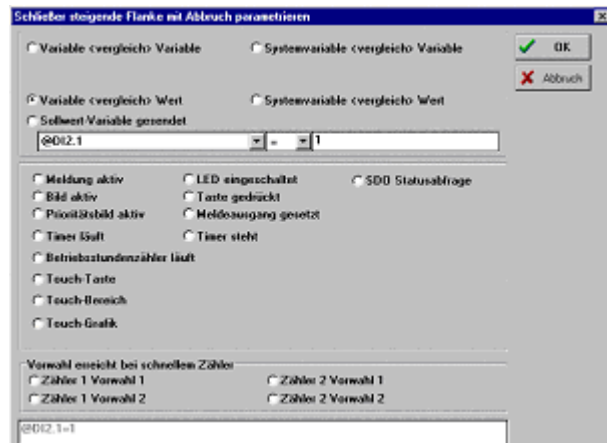 Schließer steigende Flanke mit Abbruch parametrieren
Variable <vergleich> Variable Systemvariable <vergleich> Variable
OK
Abbruch
Variable <vergleich> Wert Systemvariable <vergleich> Wert
Sollwert-Variable gesendet
@DI2.1 = 1
Meldung aktiv LED eingeschaltet SDO Statusabfrage
Bild aktiv Taste gedrückt
Prioritätsbild aktiv Meldeausgang gesetzt
Timer läuft Timer steht
Betriebsstundenzähler läuft
Touch-Taste
Touch-Bereich
Touch-Grafik
Vorwahl erreicht bei schnellem Zähler
Zähler 1 Vorwahl 1 Zähler 2 Vorwahl 1
Zähler 1 Vorwahl 2 Zähler 2 Vorwahl 2
@DI2.1=1